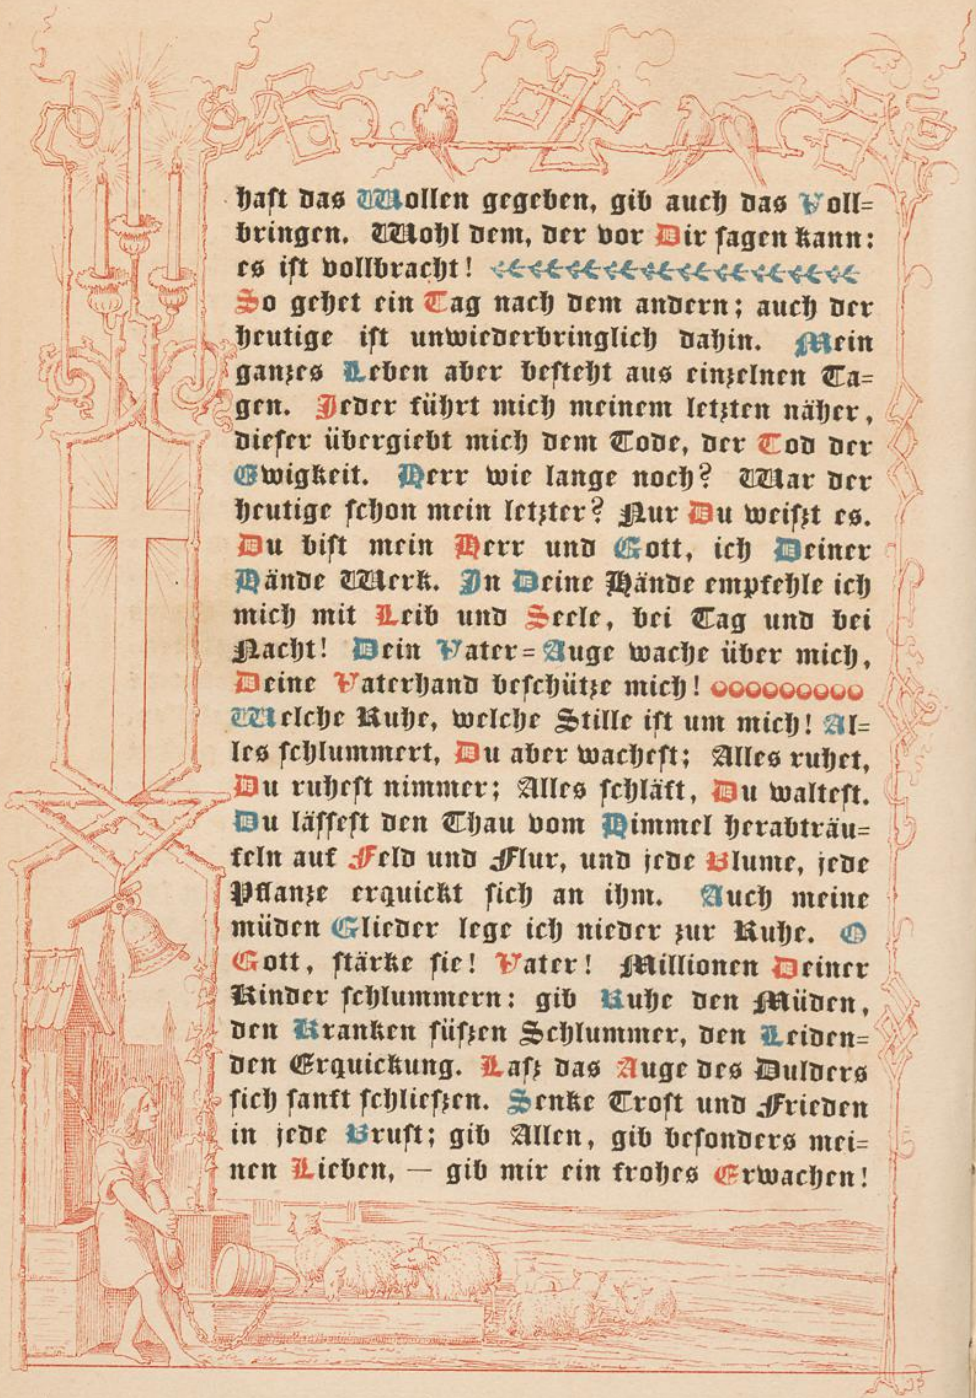 haſt das Wollen gegeben, gib auch das Voll=
bringen. Wohl dem, der vor Dir ſagen kann:
es iſt vollbracht!
So gehet ein Tag nach dem andern; auch der
heutige iſt unwiederbringlich dahin. Mein
ganzes Leben aber beſteht aus einzelnen Ta=
gen. Jeder führt mich meinem letzten näher,
dieſer übergiebt mich dem Tode, der Tod der
Ewigkeit. Herr wie lange noch? War der
heutige ſchon mein letzter? Nur Du weiſzt es.
Du biſt mein Herr und Gott, ich Deiner
Hände Werk. In Deine Hände empfehle ich
mich mit Leib und Seele, bei Tag und bei
Nacht! Dein Vater=Auge wache über mich,
Deine Vaterhand beſchütze mich!
Welche Ruhe, welche Stille iſt um mich! Al=
les ſchlummert, Du aber wacheſt; Alles ruhet,
Du ruheſt nimmer; Alles ſchläft, Du walteſt.
Du läſſeſt den Thau vom Himmel herabträu=
feln auf Feld und Flur, und jede Blume, jede
Pflanze erquickt ſich an ihm. Auch meine
müden Glieder lege ich nieder zur Ruhe. O
Gott, ſtärke ſie! Vater! Millionen Deiner
Kinder ſchlummern: gib Ruhe den Müden,
den Kranken ſüſzen Schlummer, den Leiden=
den Erquickung. Laſz das Auge des Dulders
ſich ſanft ſchlieſzen. Senke Troſt und Frieden
in jede Bruſt; gib Allen, gib beſonders mei=
nen Lieben, — gib mir ein frohes Erwachen!